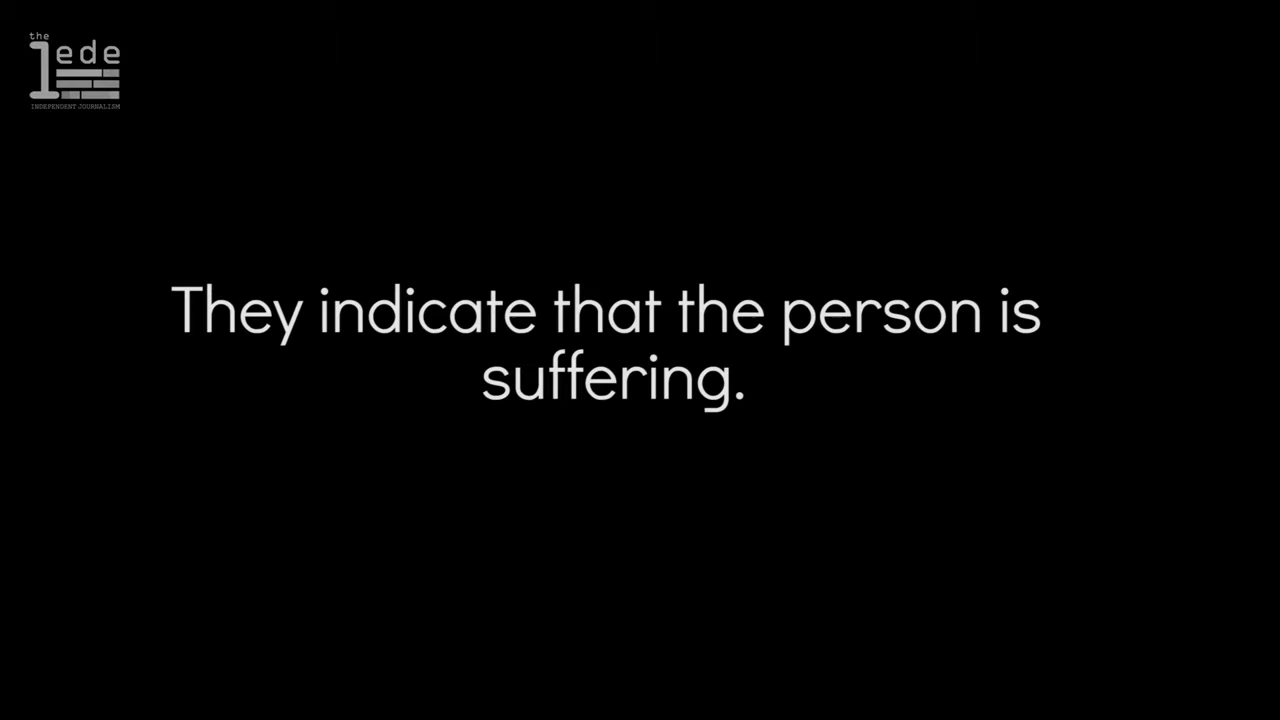 the
lede
INDEPENDENT JOURNALISM
They indicate that the person is
suffering.